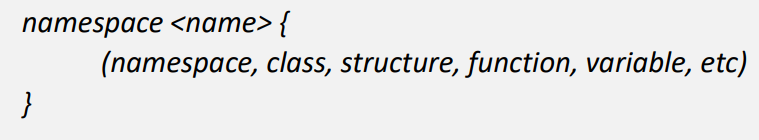 namespace <name> {
(namespace, class, structure, function, variable, etc)
}